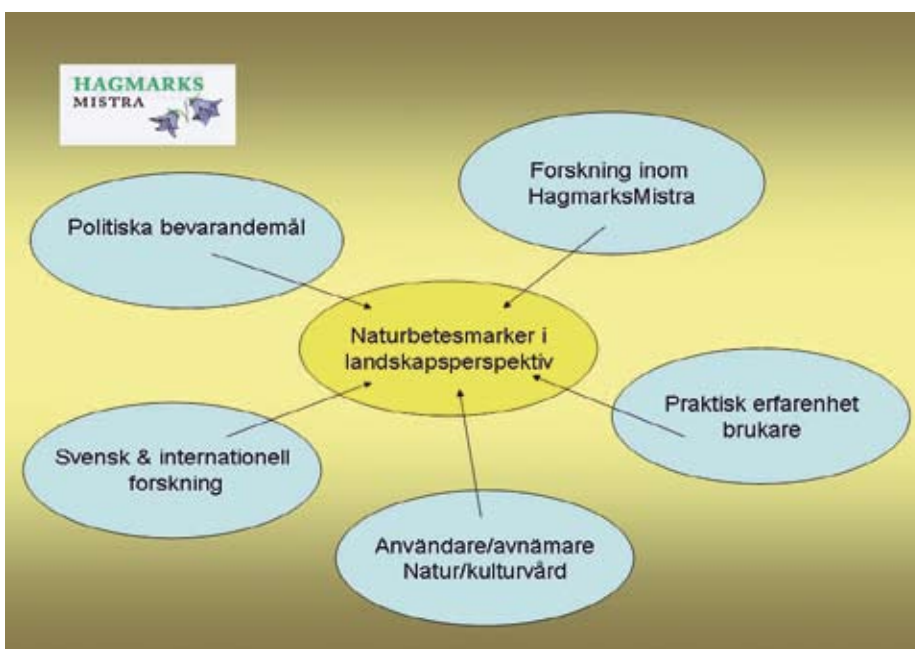 HAGMARKS
MISTRA
Forskning inom
HagmarksMistra
Politiska bevarandemål
Naturbetesmarker i
landskapsperspektiv
Praktisk erfarenhet
brukare
Svensk & internationell
forskning
Användare/avnämare
Natur/kulturvård